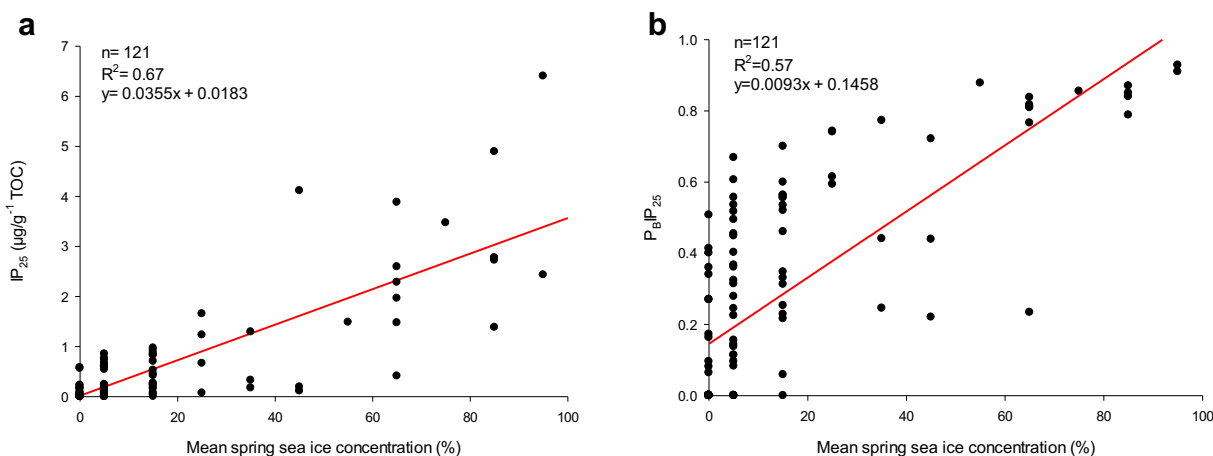 a
n= 121
R²= 0.67
y= 0.0355x + 0.0183
7
6
5
4
3
2
1
0
IP₂₅ (µg/g⁻¹ TOC)
0 20 40 60 80 100
Mean spring sea ice concentration (%)
b
n=121
R²=0.57
y=0.0093x + 0.1458
1.0
0.8
0.6
0.4
0.2
0.0
P_BIP₂₅
0 20 40 60 80 100
Mean spring sea ice concentration (%)